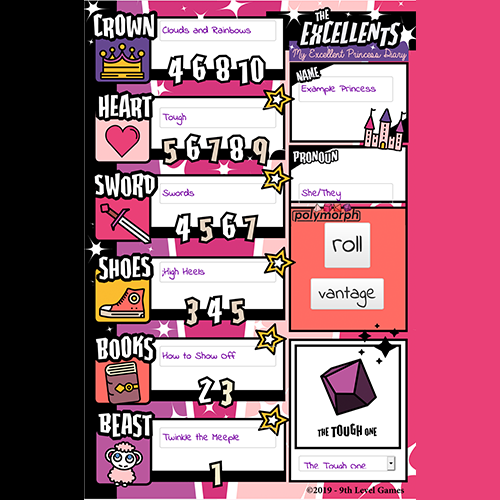 CROWN
Clouds and Rainbows
4 6 8 10
HEART
Tough
5 6 7 8 9
SWORD
Swords
4 5 6 7
SHOES
;High Heels
3 4 5
BOOKS
How to Show Off
2 3
BEAST
Twinkle the Meeple
1
THE
EXCELLENTS
My Excellent Princess Diary
NAME
Example Princess
PRONOUN
She/They
polymorph
roll
vantage
THE TOUGH ONE
The Tough one
©2019 - 9th Level Games